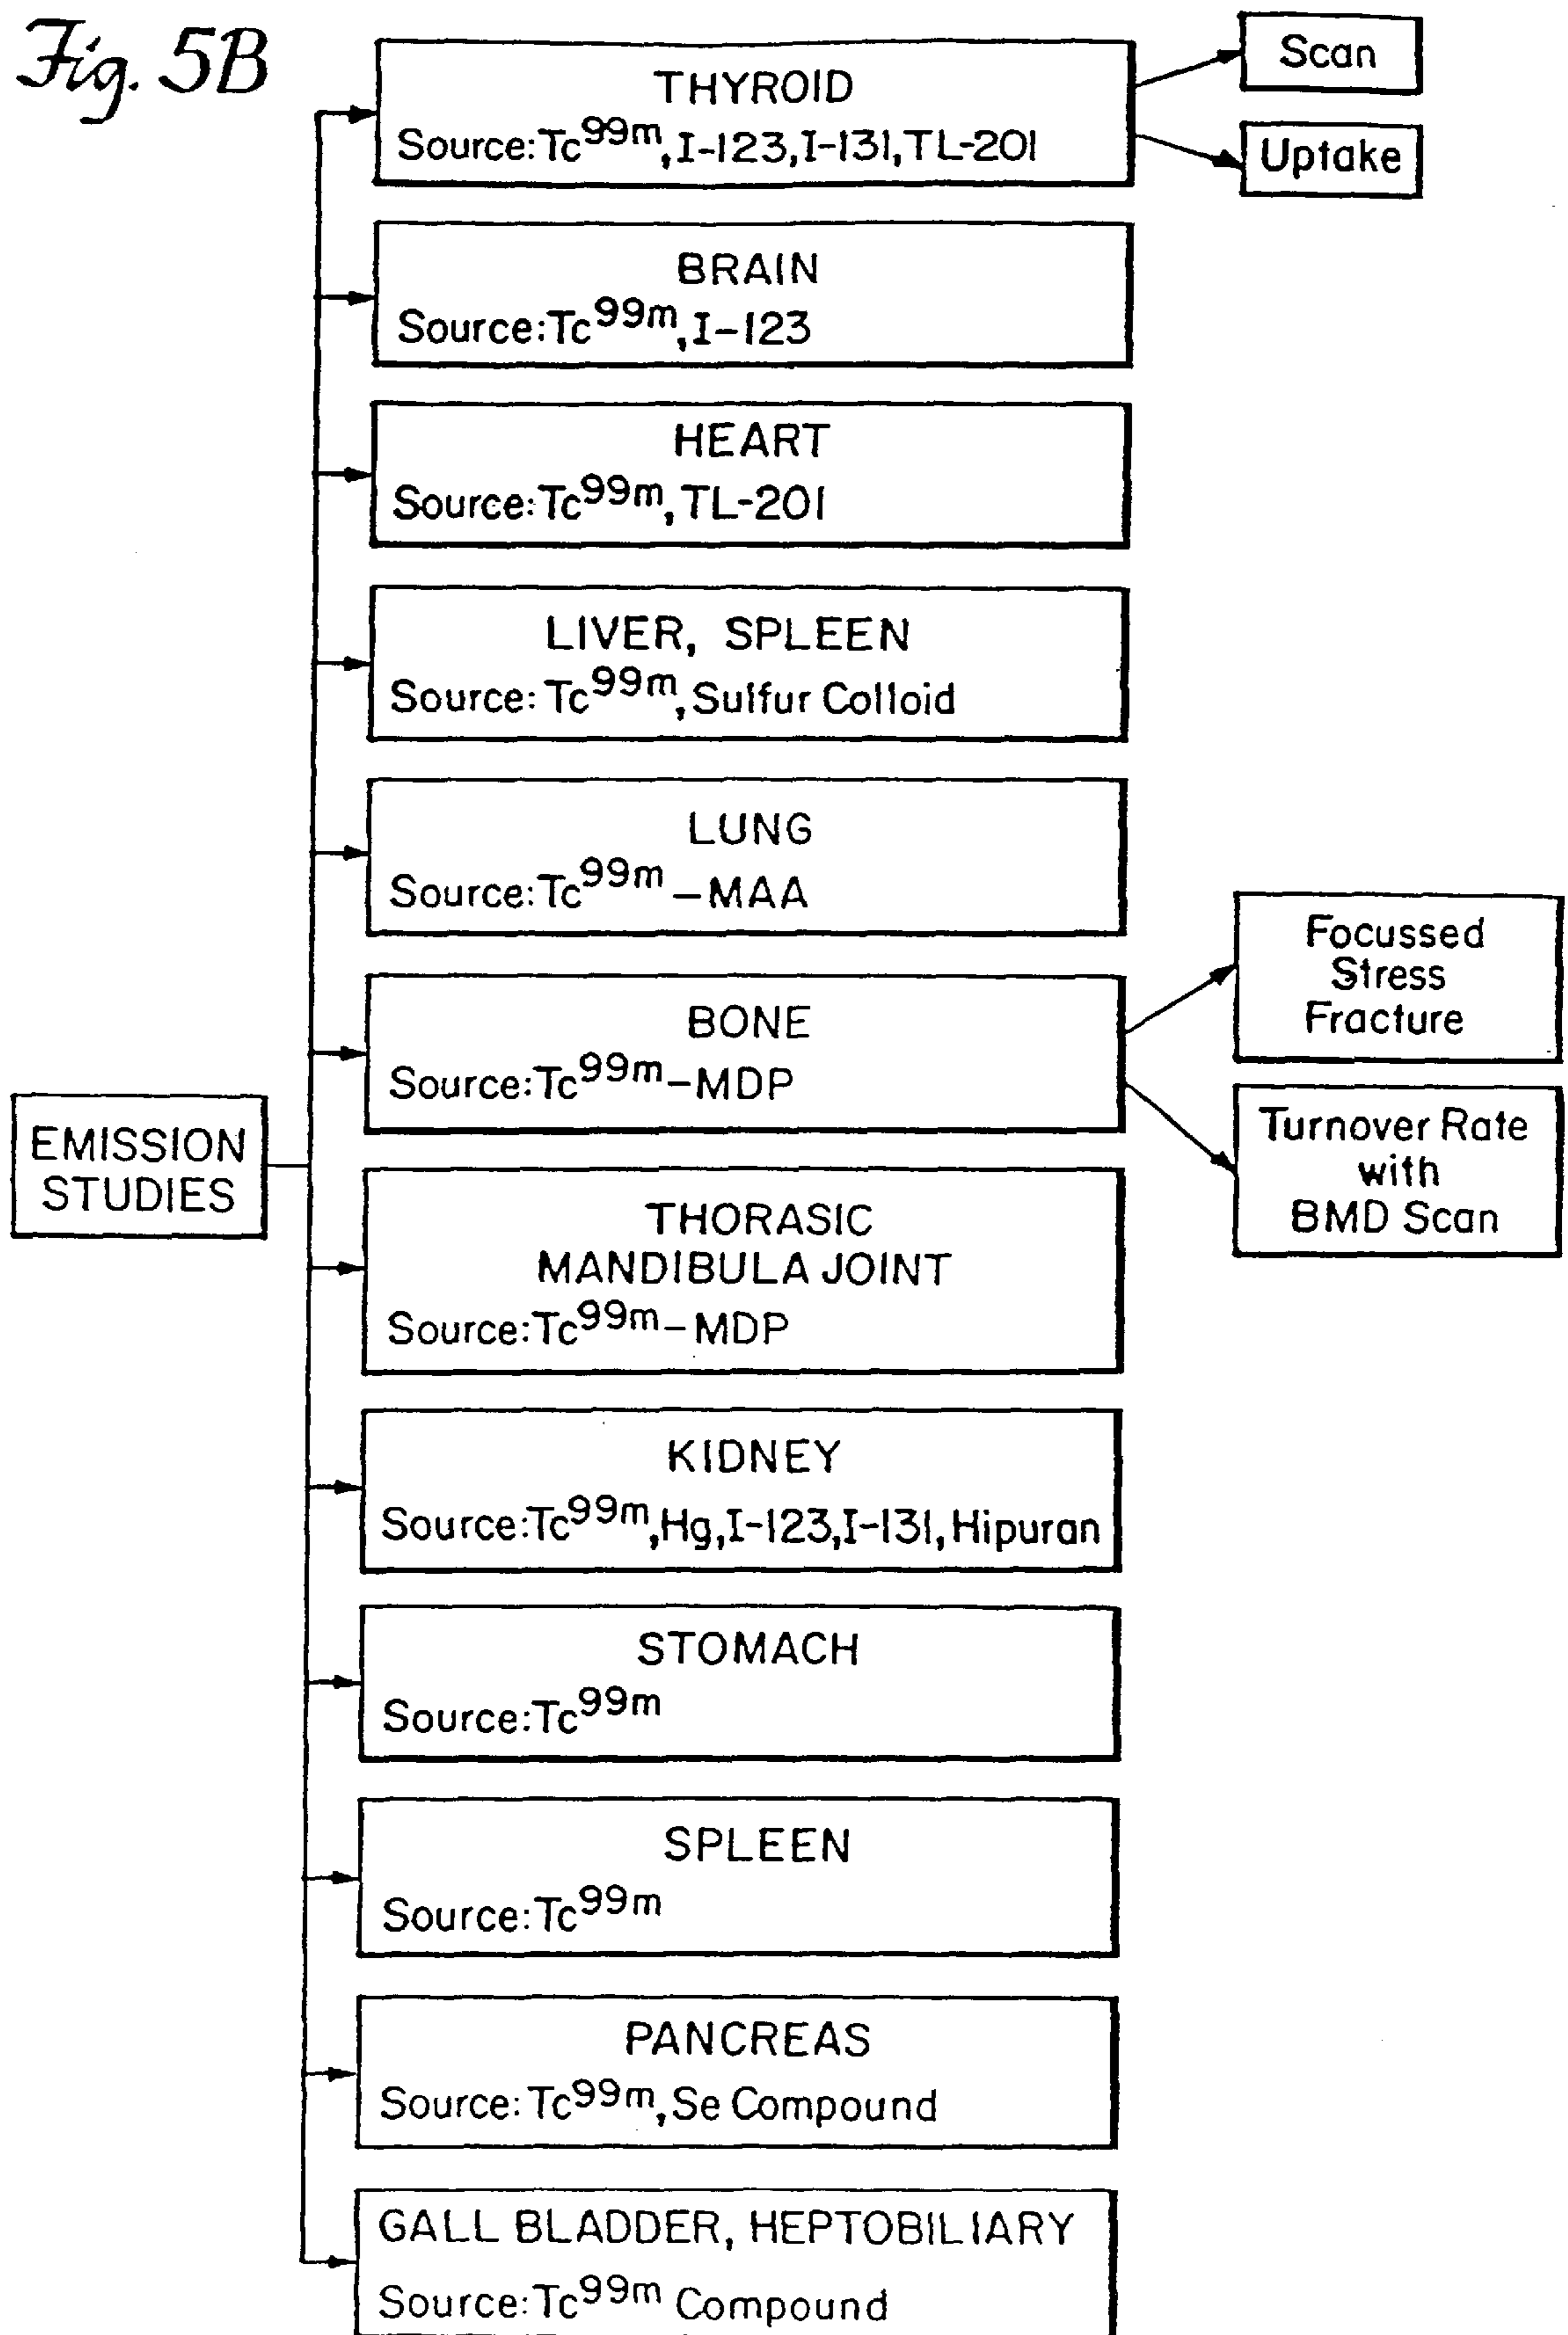 Fig. 5B
THYROID
Source: Tc99m, I-123, I-131, TL-201
Scan
Uptake
BRAIN
Source: Tc99m, I-123
HEART
Source: Tc99m, TL-201
LIVER, SPLEEN
Source: Tc99m, Sulfur Colloid
LUNG
Source: Tc99m – MAA
BONE
Source: Tc99m – MDP
Focussed
Stress
Fracture
Turnover Rate
with
BMD Scan
EMISSION
STUDIES
THORASIC
MANDIBULA JOINT
Source: Tc99m – MDP
KIDNEY
Source: Tc99m, Hg, I-123, I-131, Hipuran
STOMACH
Source: Tc99m
SPLEEN
Source: Tc99m
PANCREAS
Source: Tc99m, Se Compound
GALL BLADDER, HEPTOBILIARY
Source: Tc99m Compound